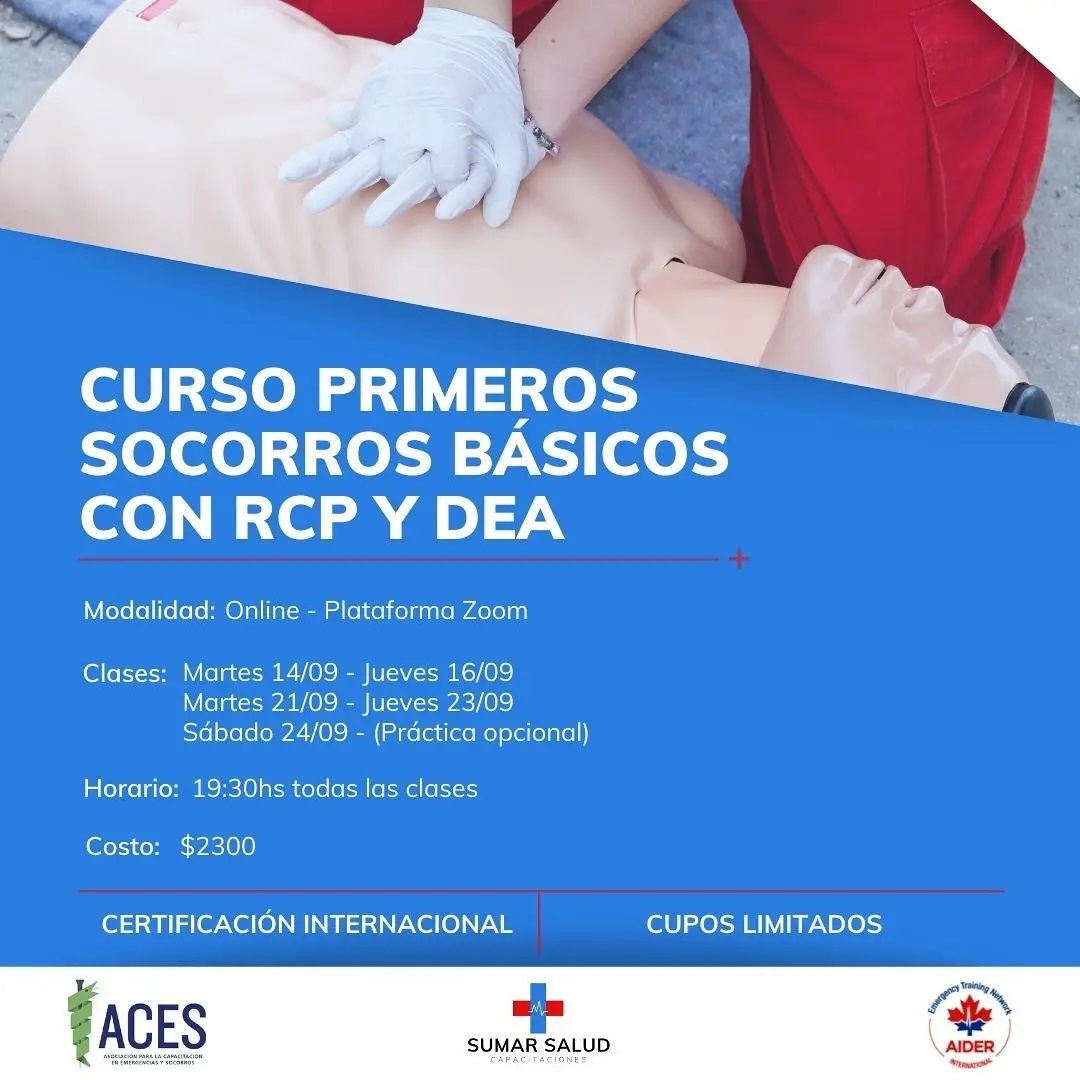 CURSO PRIMEROS
SOCORROS BÁSICOS
CON RCP Y DEA
Modalidad: Online - Plataforma Zoom
Clases: Martes 14/09 - Jueves 16/09
Martes 21/09 - Jueves 23/09
Sábado 24/09 - (Práctica opcional)
Horario: 19:30hs todas las clases
Costo: $2300
CERTIFICACIÓN INTERNACIONAL
CUPOS LIMITADOS
ACES
ASOCIACIÓN PARA LA CAPACITACIÓN
EN EMERGENCIAS Y SOCORROS
SUMAR SALUD
CAPACITACIONES
Emergency Training Network
AIDER
INTERNATIONAL